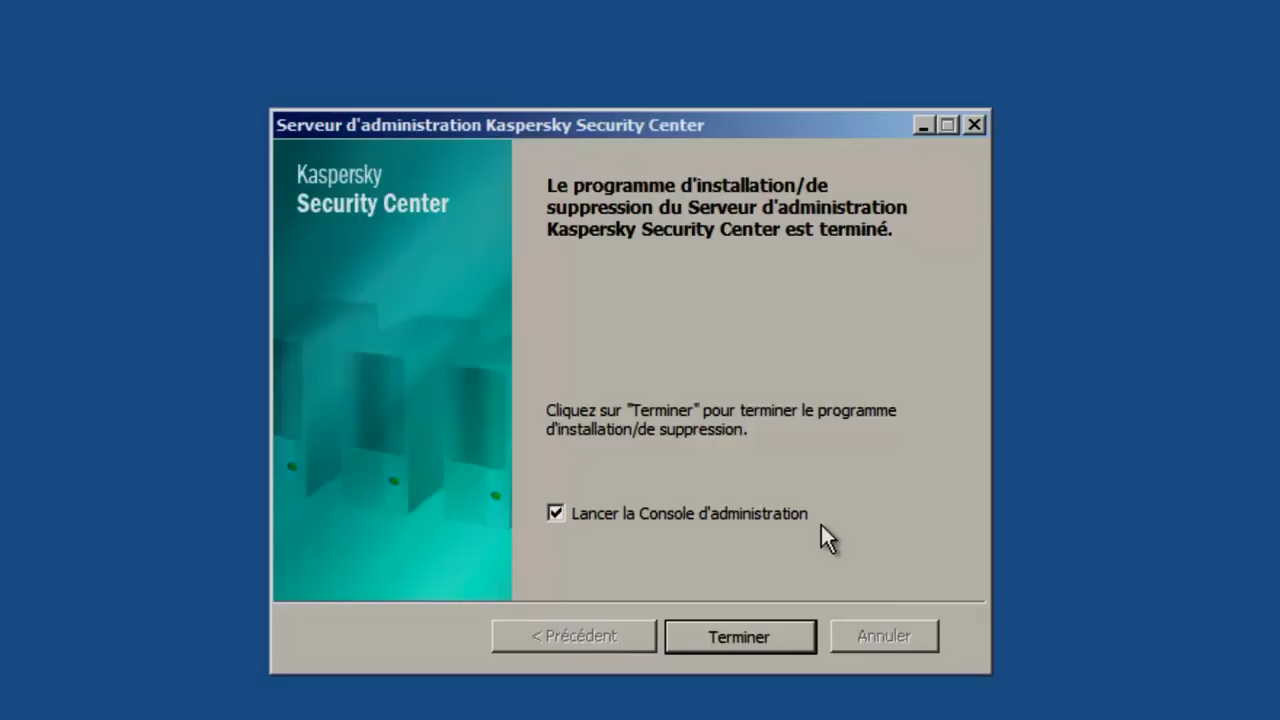 Serveur d'administration Kaspersky Security Center
Kaspersky
Security Center
Le programme d'installation/de
suppression du Serveur d'administration
Kaspersky Security Center est terminé.
Cliquez sur "Terminer" pour terminer le programme
d'installation/de suppression.
Lancer la Console d'administration
< Précédent
Terminer
Annuler